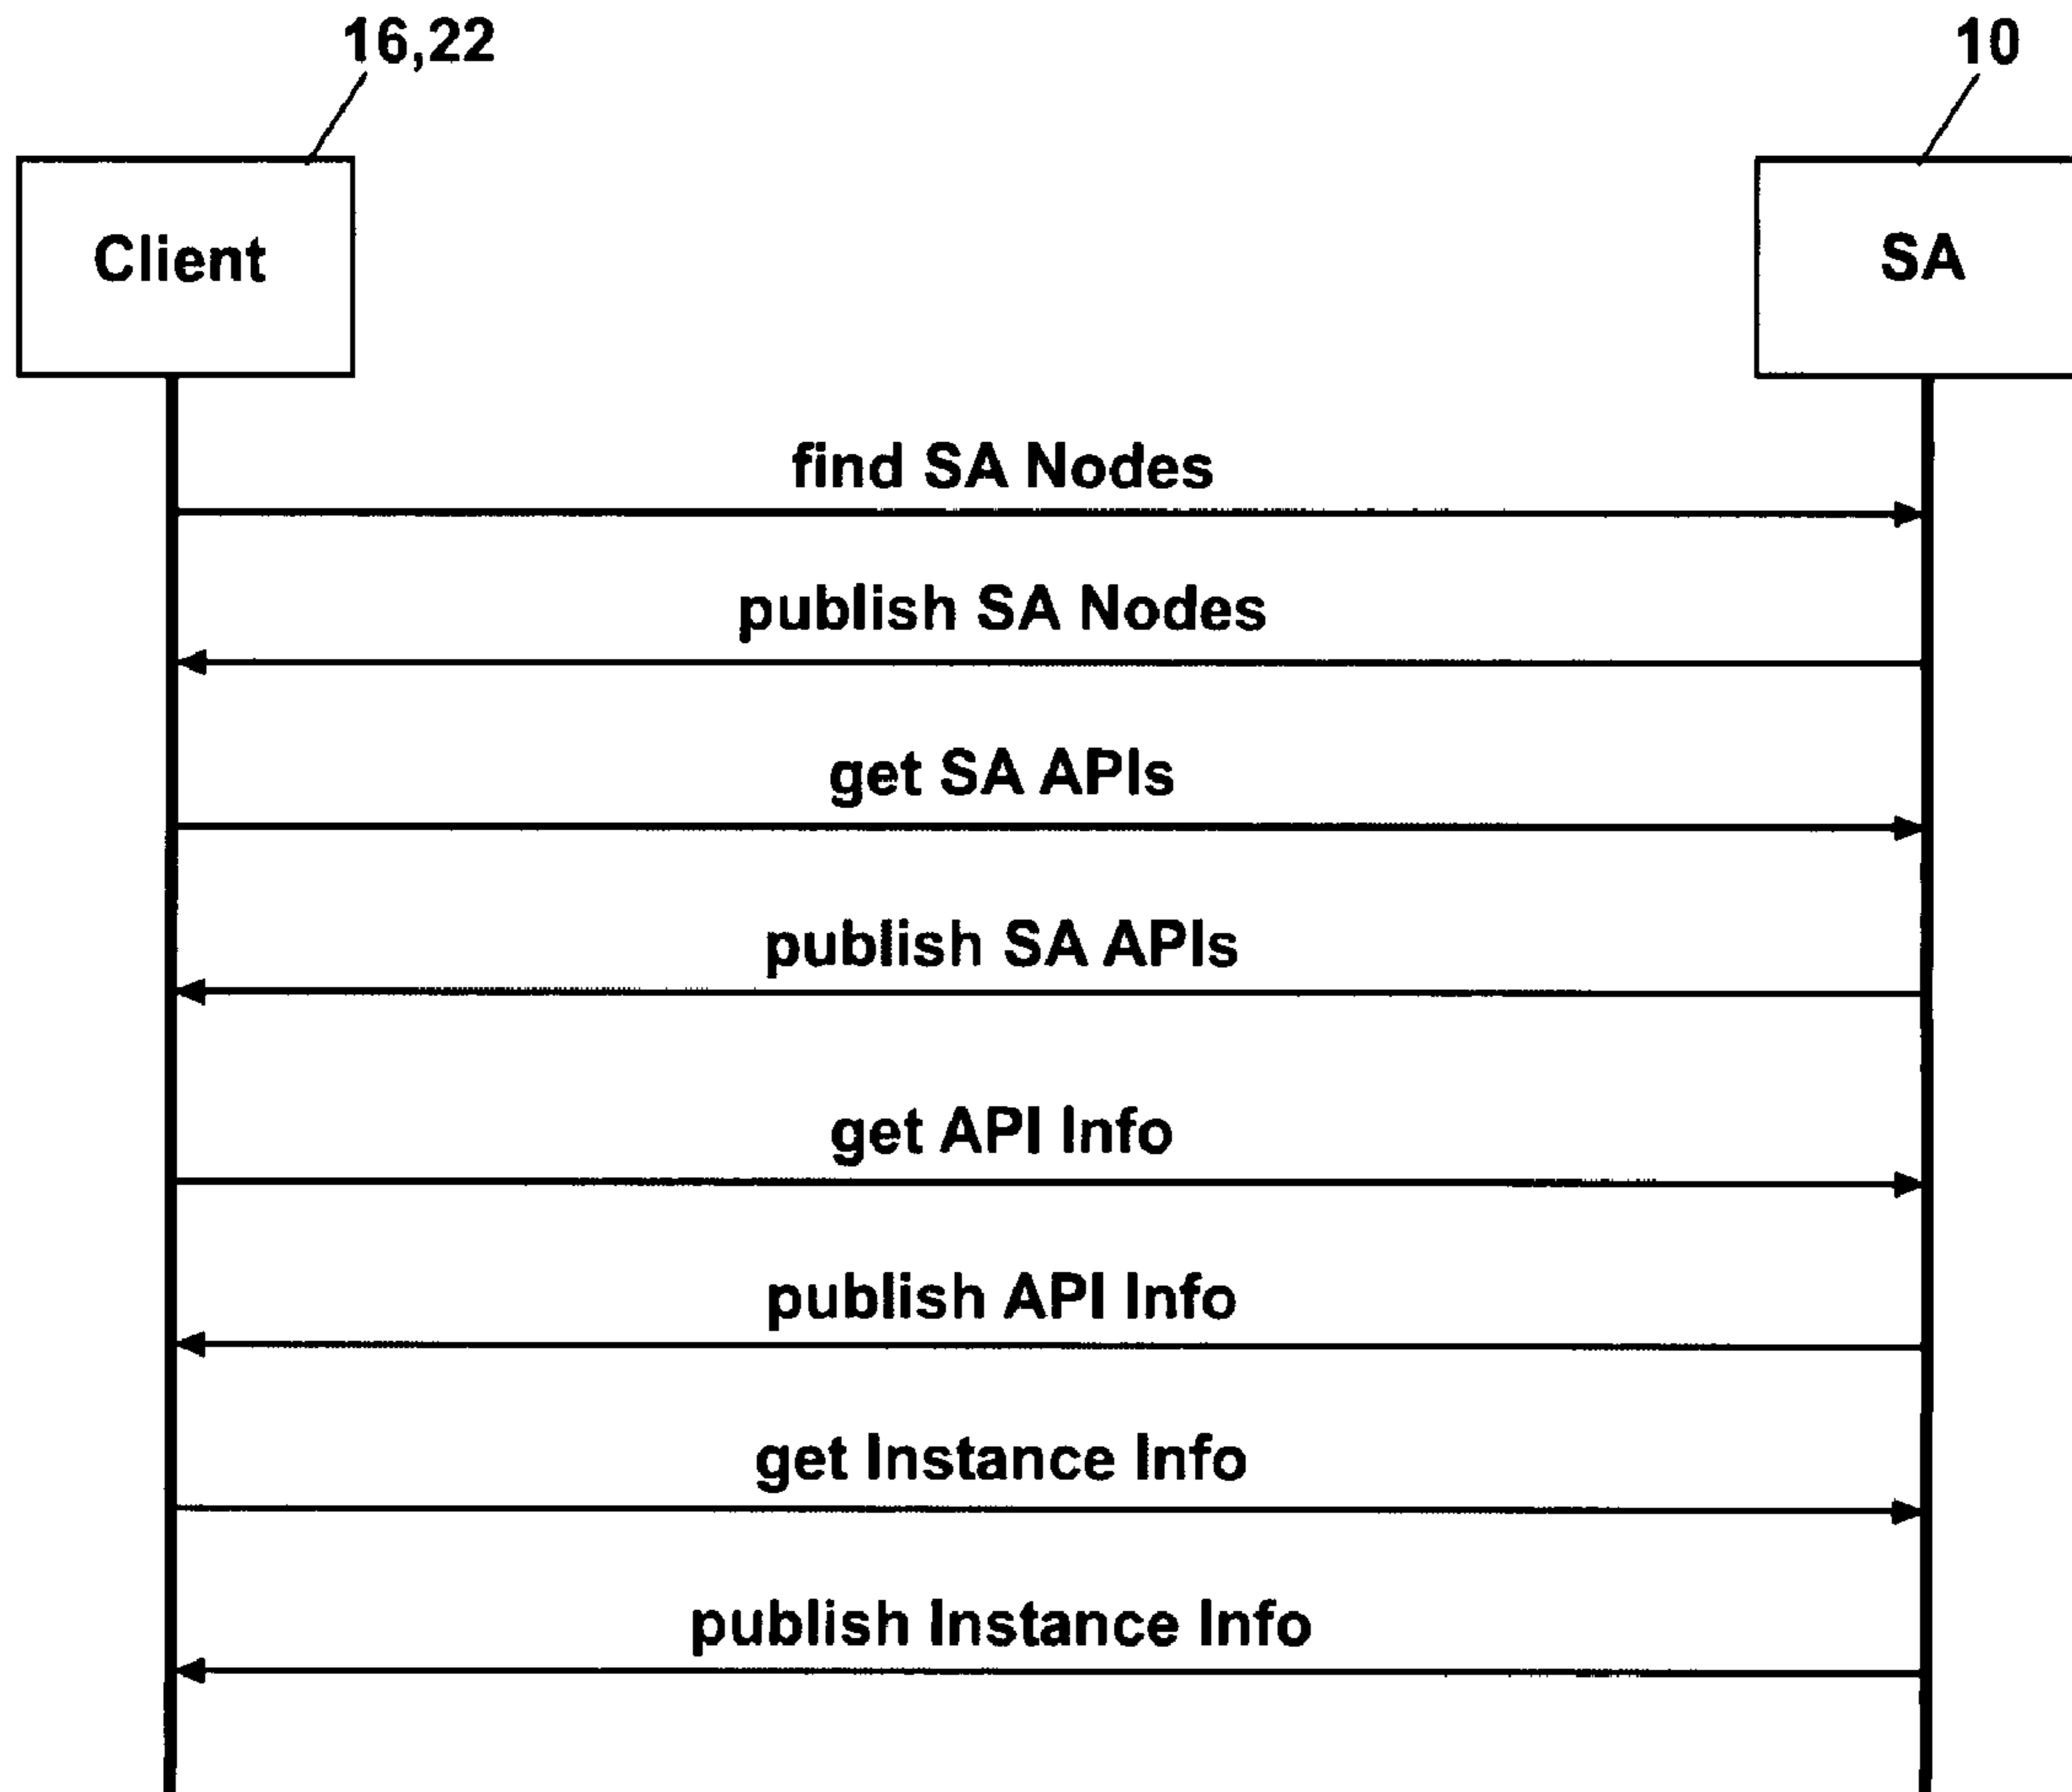 16,22
10
Client
SA
find SA Nodes
publish SA Nodes
get SA APIs
publish SA APIs
get API Info
publish API Info
get Instance Info
publish Instance Info